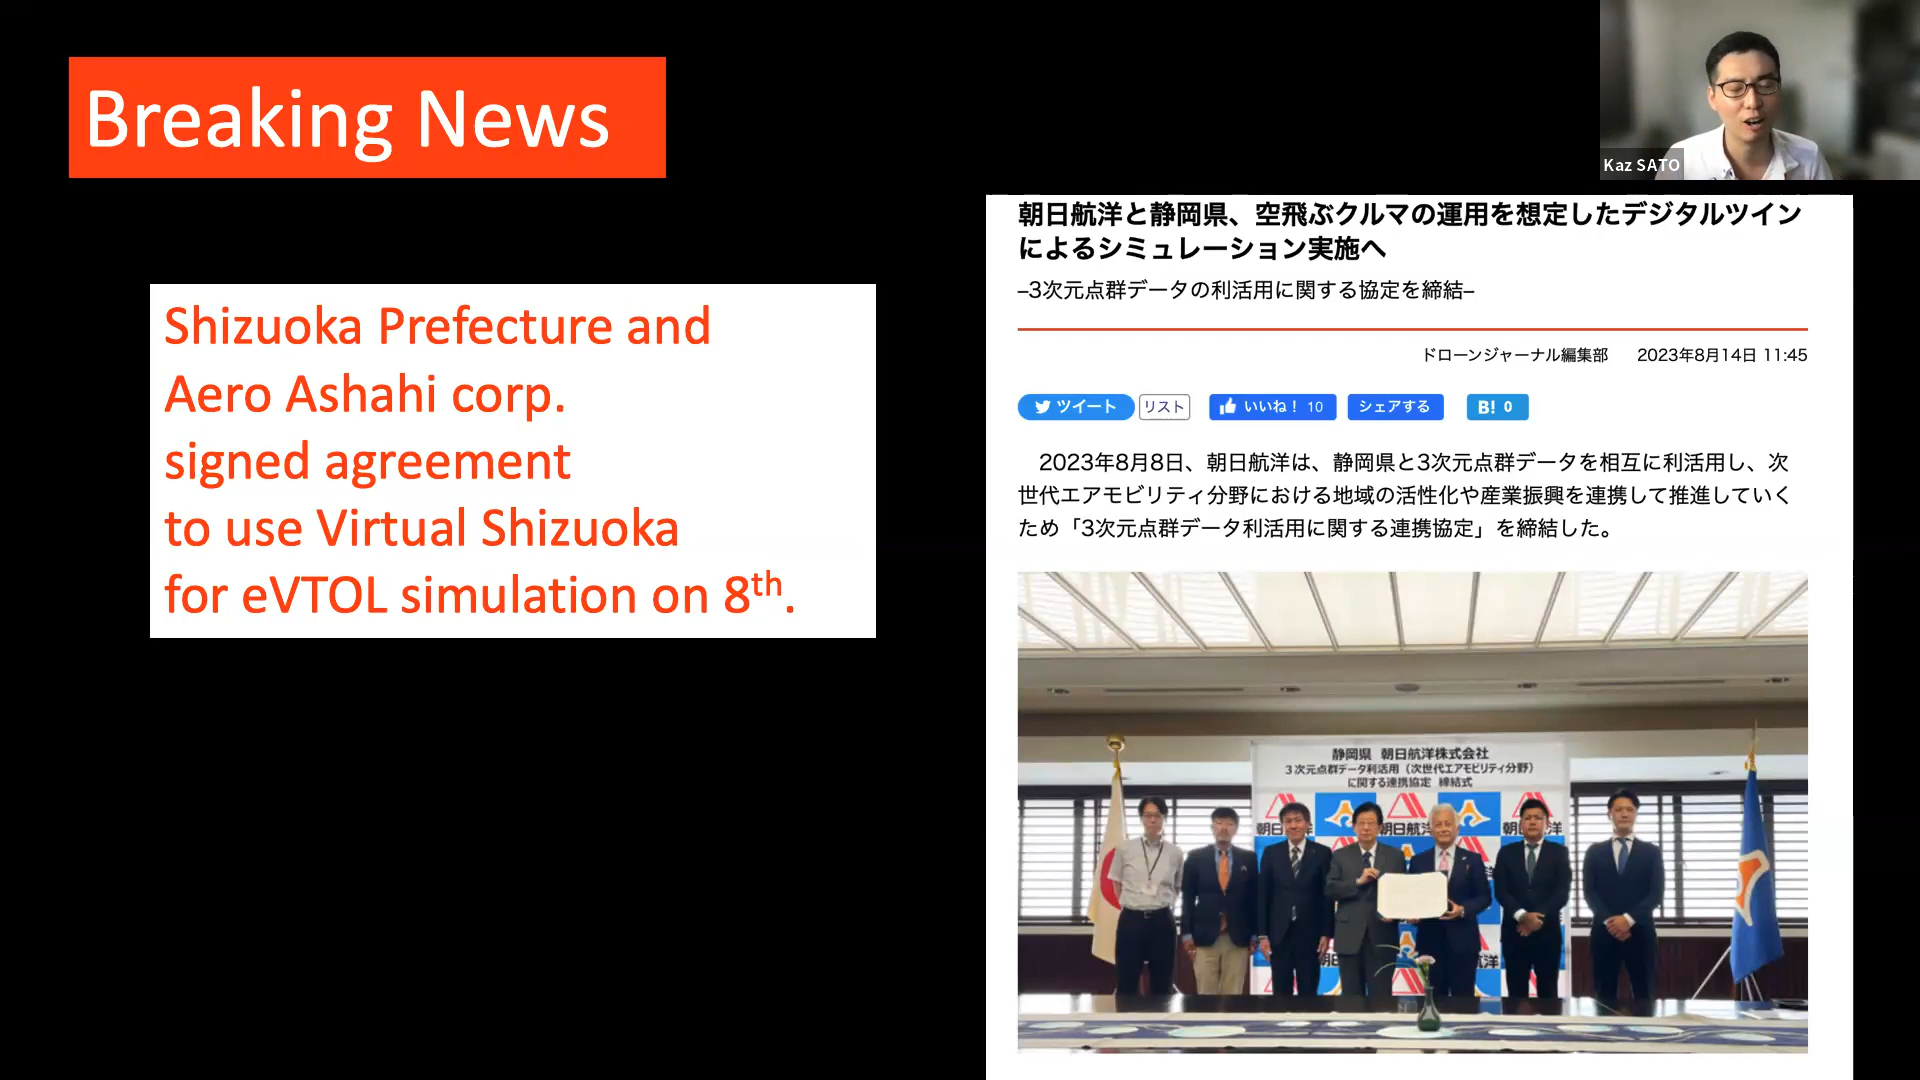 Breaking News
Kaz SATO
Shizuoka Prefecture and
Aero Ashahi corp.
signed agreement
to use Virtual Shizuoka
for eVTOL simulation on 8th.
朝日航洋と静岡県、空飛ぶクルマの運用を想定したデジタルツイン
によるシミュレーション実施へ
–3次元点群データの利活用に関する協定を締結–
ドローンジャーナル編集部 2023年8月14日 11:45
ツイート リスト いいね！ 10 シェアする B! 0
2023年8月8日、朝日航洋は、静岡県と3次元点群データを相互に利活用し、次
世代エアモビリティ分野における地域の活性化や産業振興を連携して推進していく
ため「3次元点群データ利活用に関する連携協定」を締結した。
静岡県 朝日航洋株式会社
３次元点群データ利活用（次世代エアモビリティ分野）
に関する連携協定 締結式